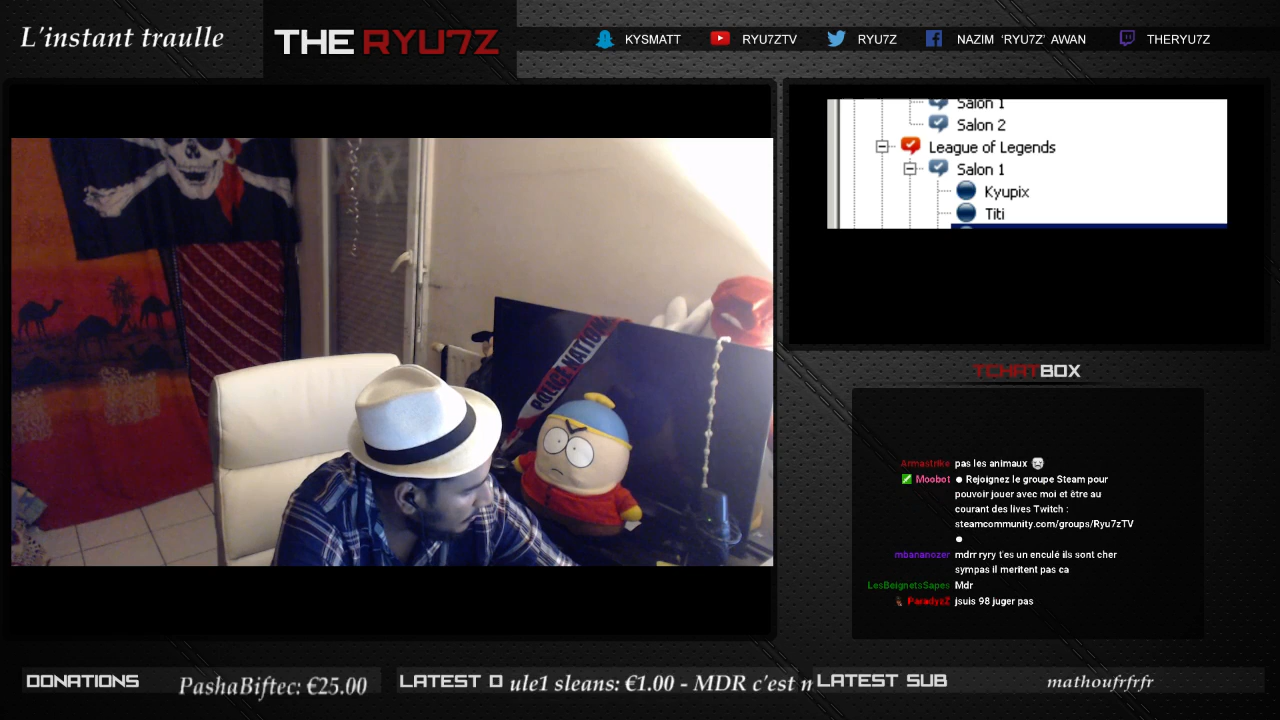 L'instant traulle
THE RYU7Z
KYSMATT
RYU7ZTV
RYU7Z
NAZIM 'RYU7Z' AWAN
THERYU7Z
Salon 1
Salon 2
League of Legends
Salon 1
Kyupix
Titi
POLICE NATIONA
TCHATBOX
Armastrike pas les animaux
Moobot Rejoignez le groupe Steam pour
pouvoir jouer avec moi et être au
courant des lives Twitch :
steamcommunity.com/groups/Ryu7zTV
mbananozer mdrr ryry t'es un enculé ils sont cher
sympas il meritent pas ca
LesBeignetsSapes Mdr
ParadyzZ jsuis 98 juger pas
DONATIONS PashaBiftec: €25.00
LATEST D ule1 sleans: €1.00 - MDR c'est n
LATEST SUB mathoufrfrfr